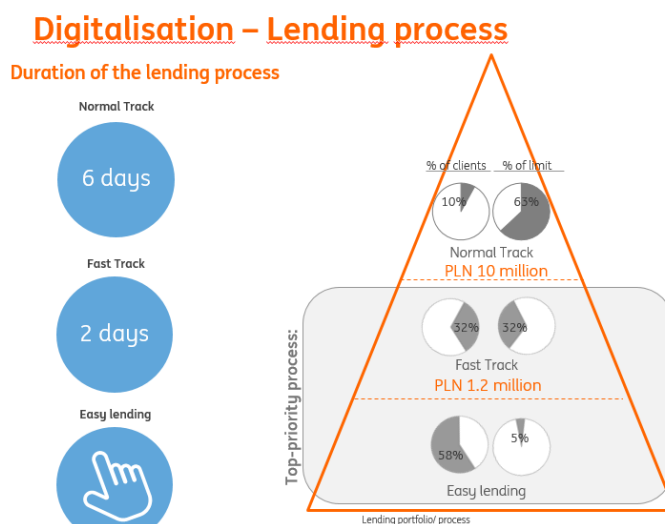 Digitalisation – Lending process
Duration of the lending process
Normal Track
6 days
Fast Track
2 days
Easy lending
% of clients % of limit
10% 63%
Normal Track
PLN 10 million
32% 32%
Fast Track
PLN 1.2 million
58% 5%
Easy lending
Top-priority process:
Lending portfolio/ process